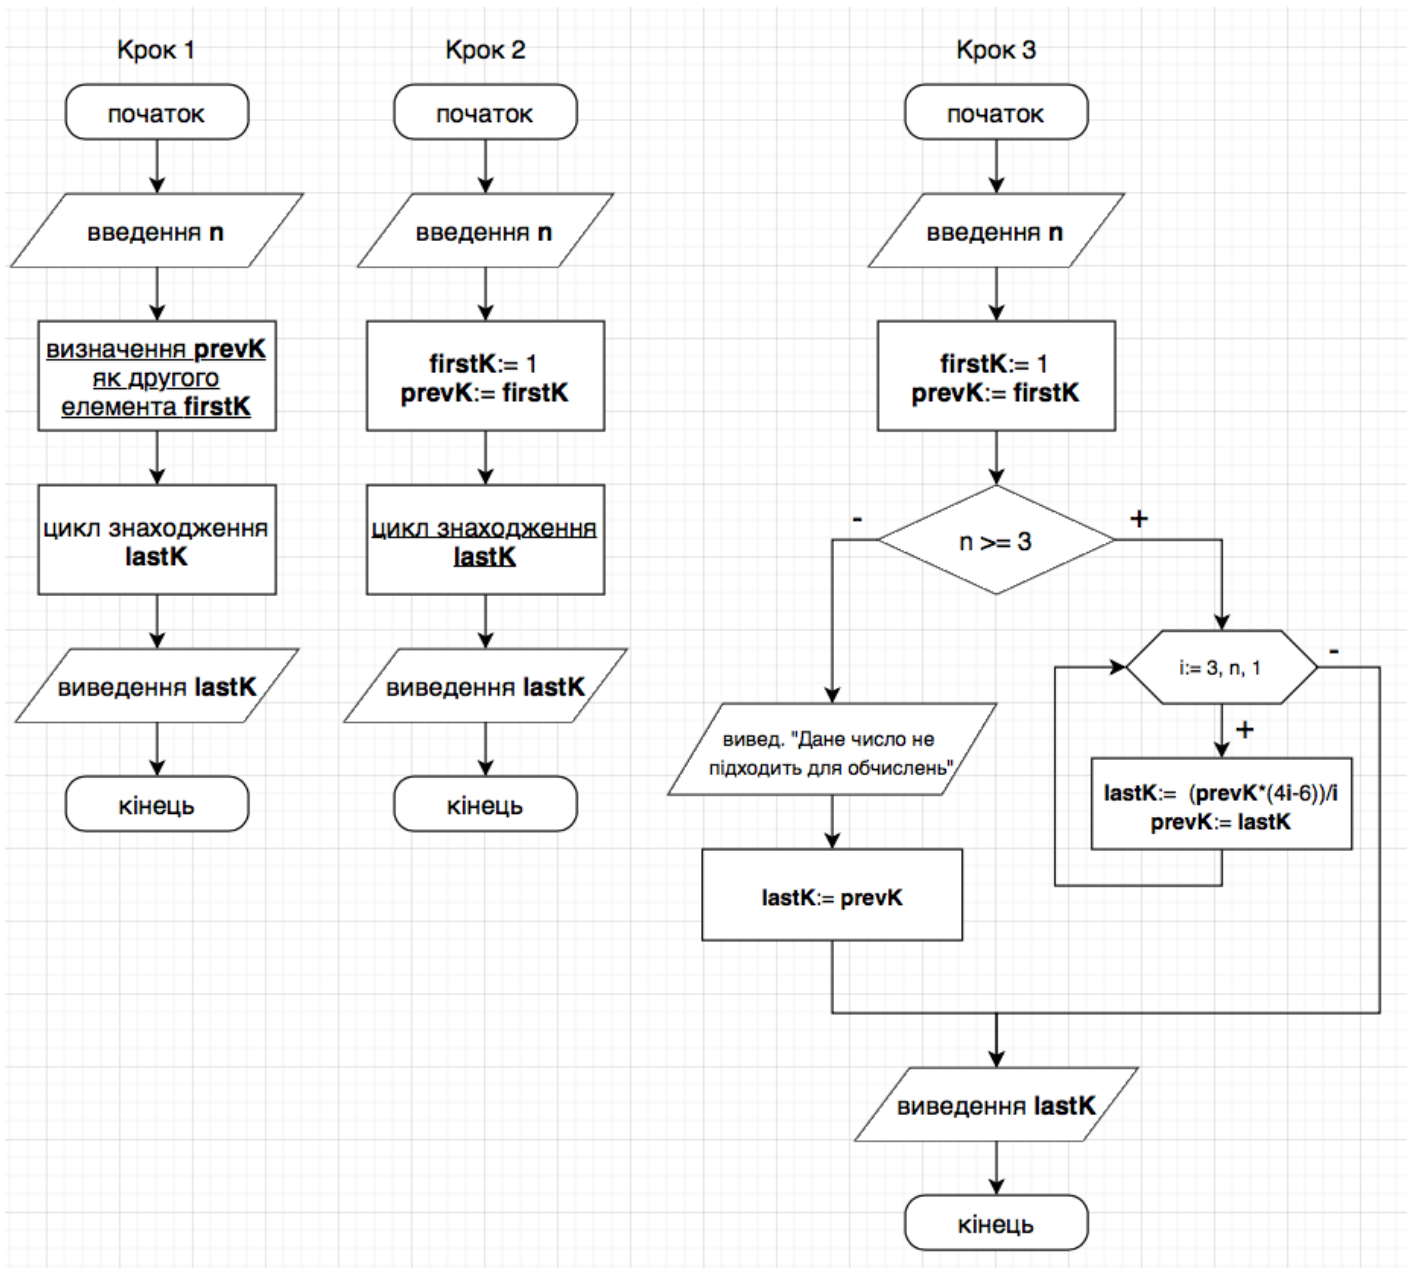 Крок 1
початок
введення n
визначення prevK
як другого
елемента firstK
цикл знаходження
lastK
виведення lastK
кінець
Крок 2
початок
введення n
firstK:= 1
prevK:= firstK
цикл знаходження
lastK
виведення lastK
кінець
Крок 3
початок
введення n
firstK:= 1
prevK:= firstK
n >= 3
-
+
вивед. "Дане число не
підходить для обчислень"
lastK:= prevK
i:= 3, n, 1
-
+
lastK:= (prevK*(4i-6))/i
prevK:= lastK
виведення lastK
кінець